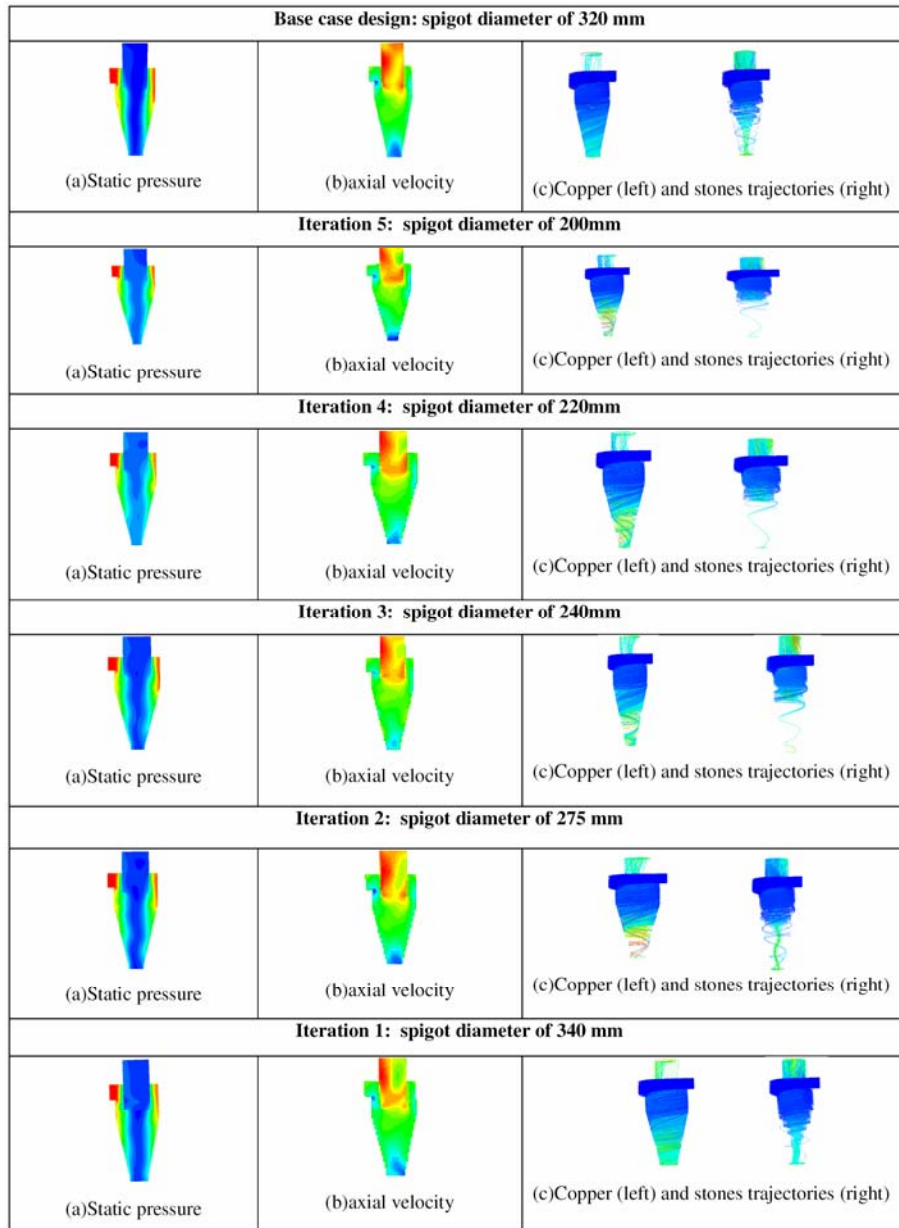 Base case design: spigot diameter of 320 mm
(a)Static pressure
(b)axial velocity
(c)Copper (left) and stones trajectories (right)
Iteration 5: spigot diameter of 200mm
(a)Static pressure
(b)axial velocity
(c)Copper (left) and stones trajectories (right)
Iteration 4: spigot diameter of 220mm
(a)Static pressure
(b)axial velocity
(c)Copper (left) and stones trajectories (right)
Iteration 3: spigot diameter of 240mm
(a)Static pressure
(b)axial velocity
(c)Copper (left) and stones trajectories (right)
Iteration 2: spigot diameter of 275 mm
(a)Static pressure
(b)axial velocity
(c)Copper (left) and stones trajectories (right)
Iteration 1: spigot diameter of 340 mm
(a)Static pressure
(b)axial velocity
(c)Copper (left) and stones trajectories (right)